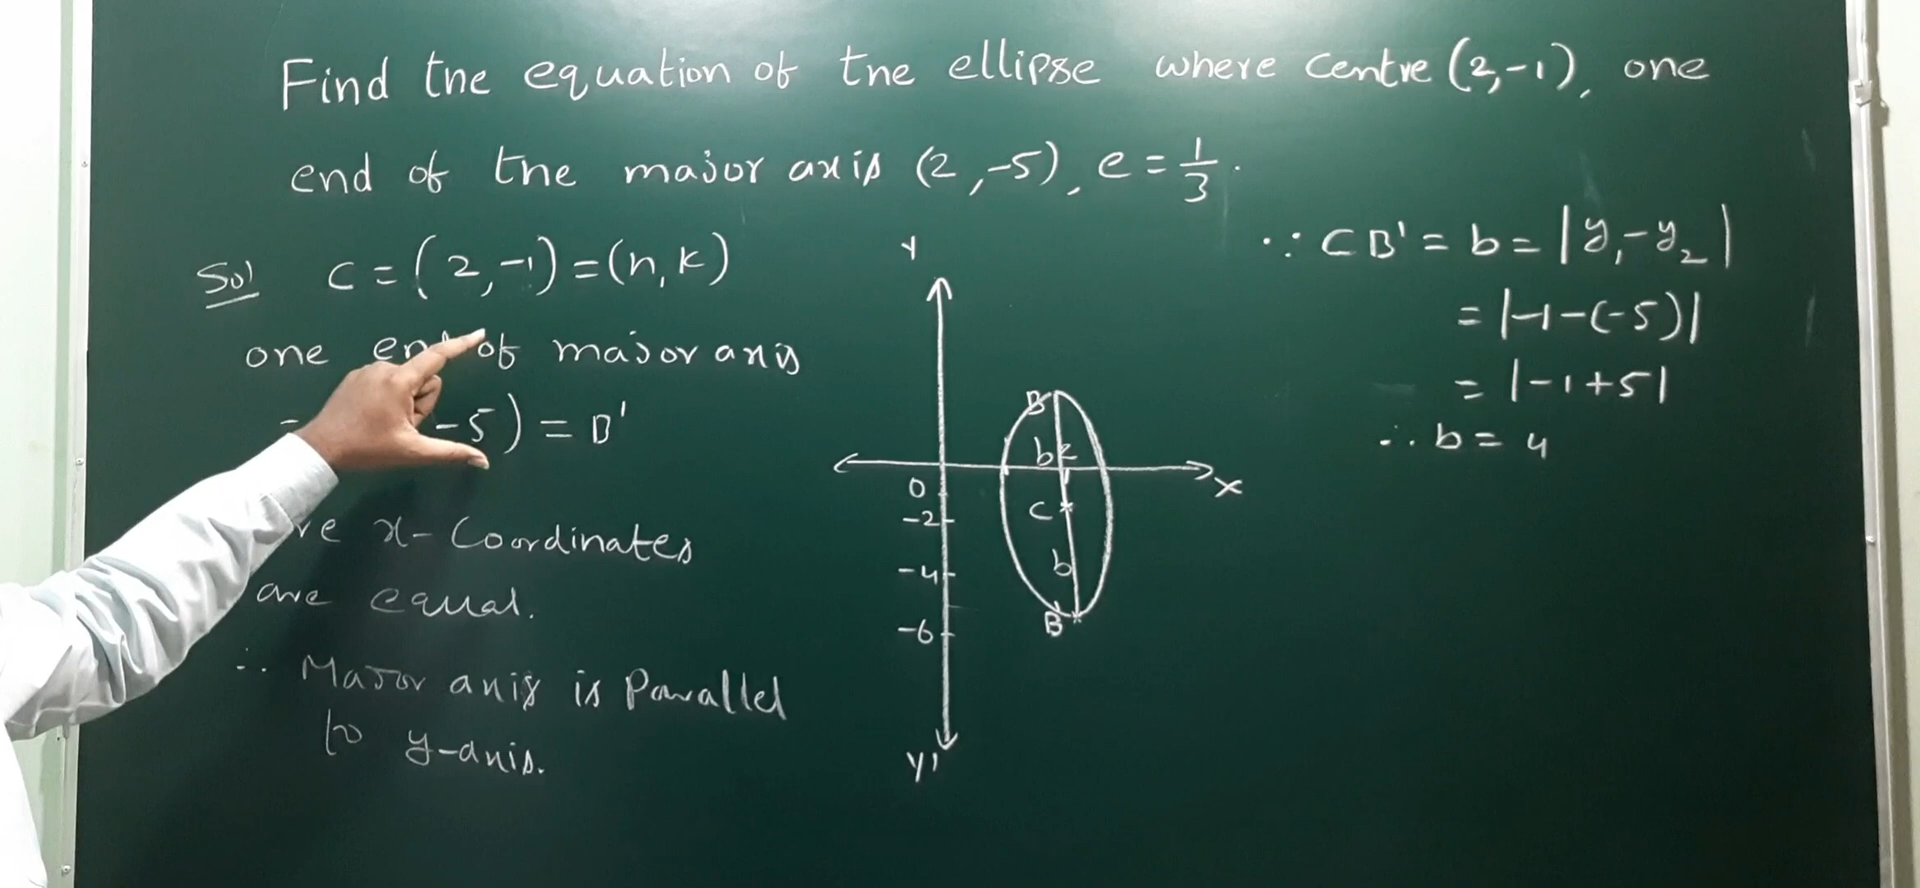 Find the equation of the ellipse where centre (2,-1), one
end of the major axis (2,-5), e = 1/3.
Sol C = (2,-1) = (h,k)
one end of major axis
-5) = B'
x-Coordinates
are equal.
∴ Major axis is Parallel
to y-axis.
Y
B
b
X
0
C
-2
b
-4
B'
-6
Y'
∵ CB' = b = |y₁-y₂|
= |-1-(-5)|
= |-1+5|
∴ b = 4